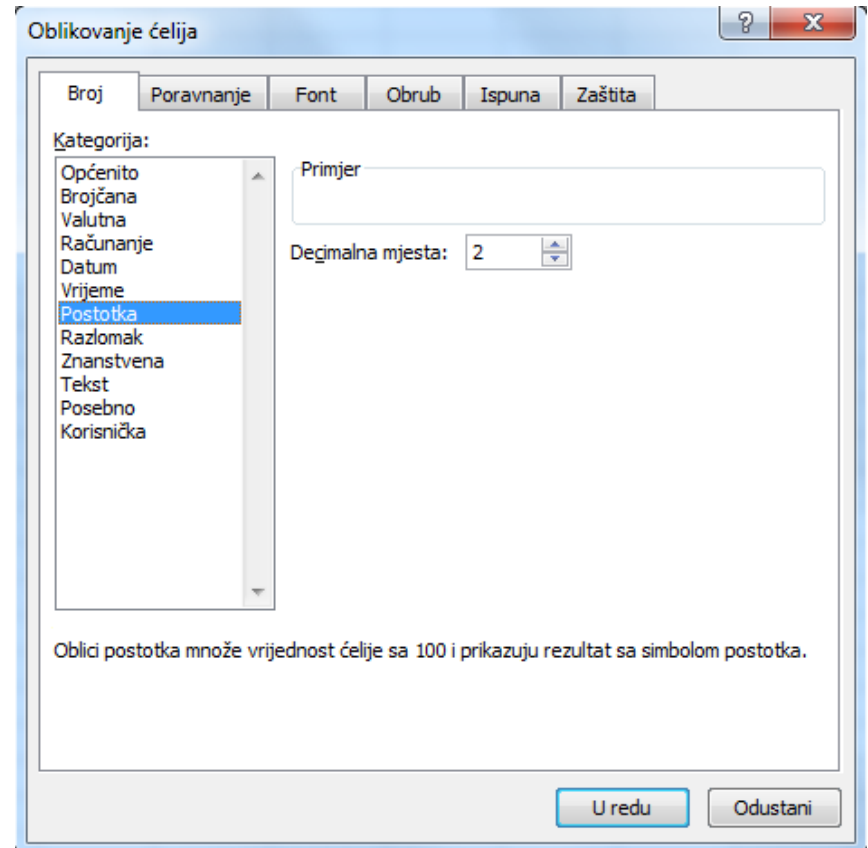 Oblikovanje ćelija
Broj Poravnanje Font Obrub Ispuna Zaštita
Kategorija:
Općenito
Brojčana
Valutna
Računanje
Datum
Vrijeme
Postotka
Razlomak
Znanstvena
Tekst
Posebno
Korisnička
Primjer
Decimalna mjesta: 2
Oblici postotka množe vrijednost ćelije sa 100 i prikazuju rezultat sa simbolom postotka.
U redu Odustani